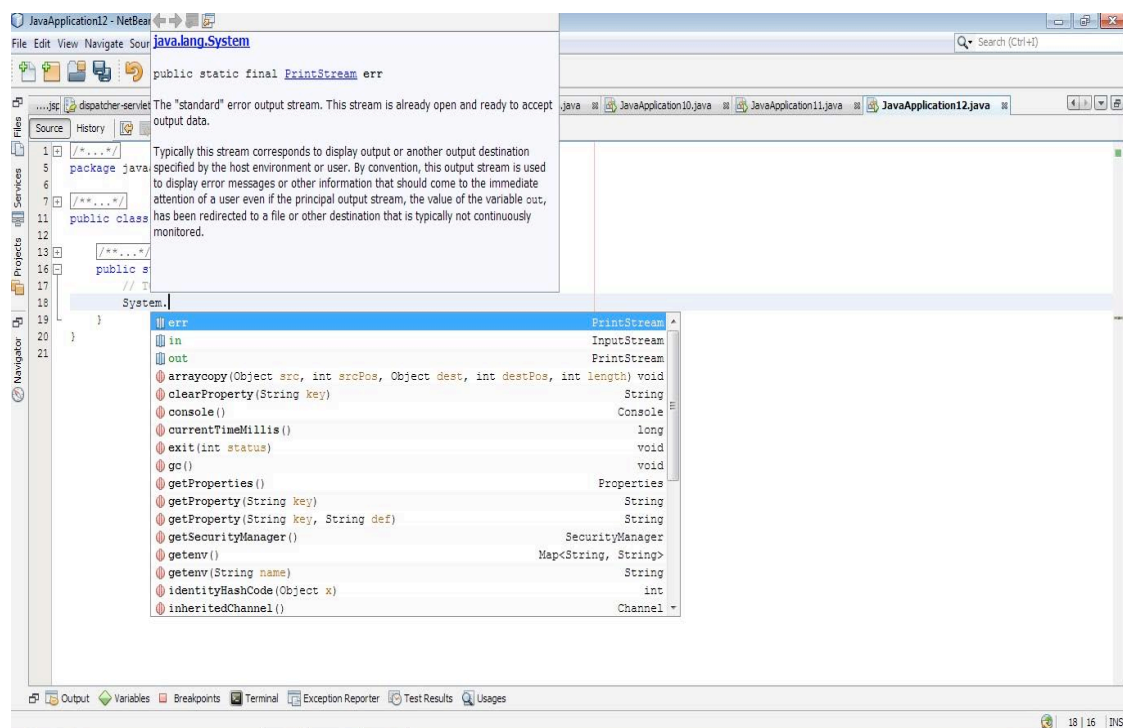 JavaApplication12 - NetBear
File Edit View Navigate Sour
Search (Ctrl+I)
java.lang.System
public static final PrintStream err
The "standard" error output stream. This stream is already open and ready to accept
output data.
Typically this stream corresponds to display output or another output destination
specified by the host environment or user. By convention, this output stream is used
to display error messages or other information that should come to the immediate
attention of a user even if the principal output stream, the value of the variable out,
has been redirected to a file or other destination that is typically not continuously
monitored.
....jsp dispatcher-servlet .java JavaApplication10.java JavaApplication11.java JavaApplication12.java
Source History
Files
Services
Projects
Navigator
1 /*...*/
5 package java
6
7 /**...*/
11 public class
12
13 /**...*/
16 public s
17 // T
18 System.
19 }
20 }
21
err PrintStream
in InputStream
out PrintStream
arraycopy(Object src, int srcPos, Object dest, int destPos, int length) void
clearProperty(String key) String
console() Console
currentTimeMillis() long
exit(int status) void
gc() void
getProperties() Properties
getProperty(String key) String
getProperty(String key, String def) String
getSecurityManager() SecurityManager
getenv() Map<String, String>
getenv(String name) String
identityHashCode(Object x) int
inheritedChannel() Channel
Output Variables Breakpoints Terminal Exception Reporter Test Results Usages
18 | 16 INS